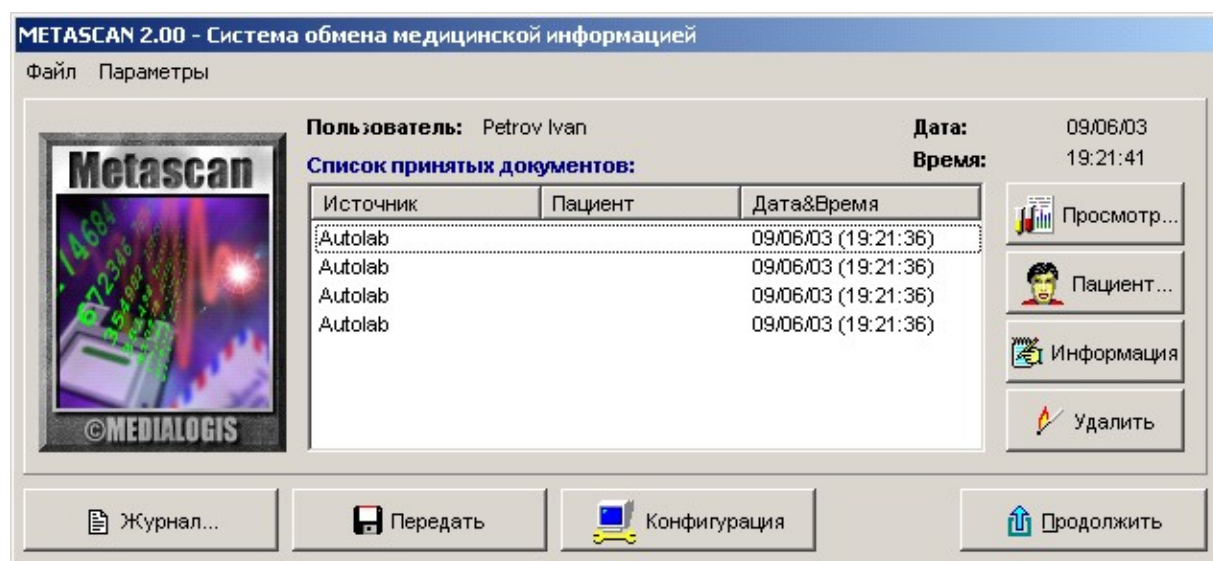 METASCAN 2.00 - Система обмена медицинской информацией
Файл Параметры
Пользователь: Petrov Ivan
Дата: 09/06/03
Metascan
Список принятых документов:
Время: 19:21:41
Источник Пациент Дата&Время
Autolab 09/06/03 (19:21:36)
Autolab 09/06/03 (19:21:36)
Autolab 09/06/03 (19:21:36)
Autolab 09/06/03 (19:21:36)
©MEDIALOGIS
Просмотр...
Пациент...
Информация
Удалить
Журнал...
Передать
Конфигурация
Продолжить